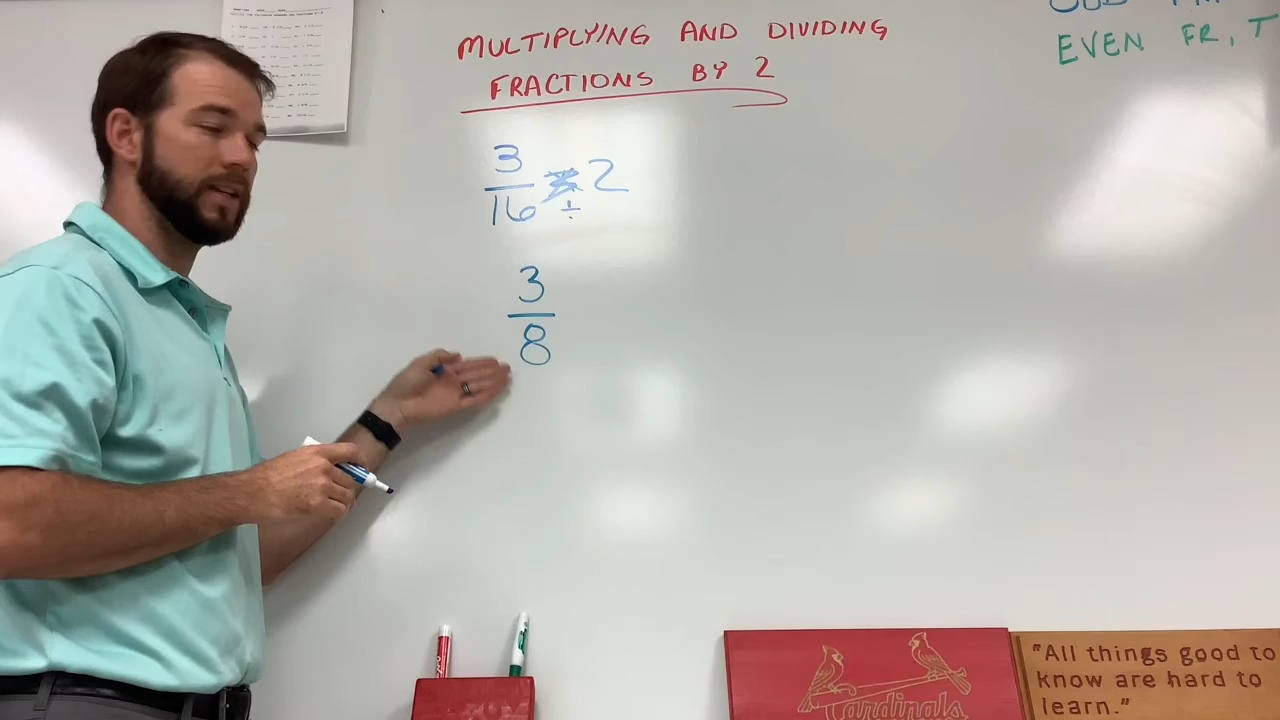 MULTIPLYING AND DIVIDING
FRACTIONS BY 2
EVEN FR, T
3
16 ÷ 2
3
8
Cardinals
"All things good to
know are hard to
learn."